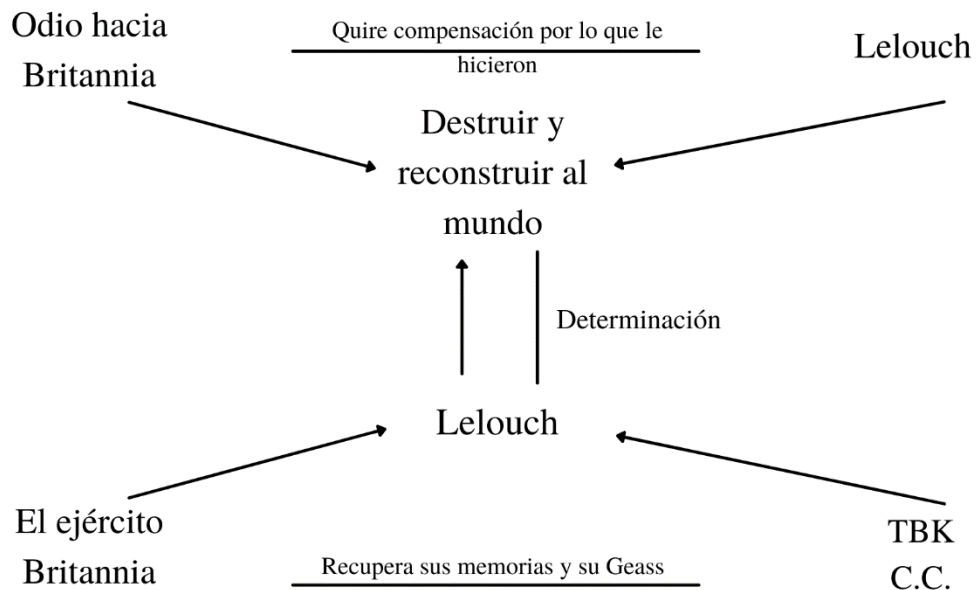 Odio hacia
Britannia
Quire compensación por lo que le
hicieron
Lelouch
Destruir y
reconstruir al
mundo
Determinación
Lelouch
El ejército
Britannia
Recupera sus memorias y su Geass
TBK
C.C.